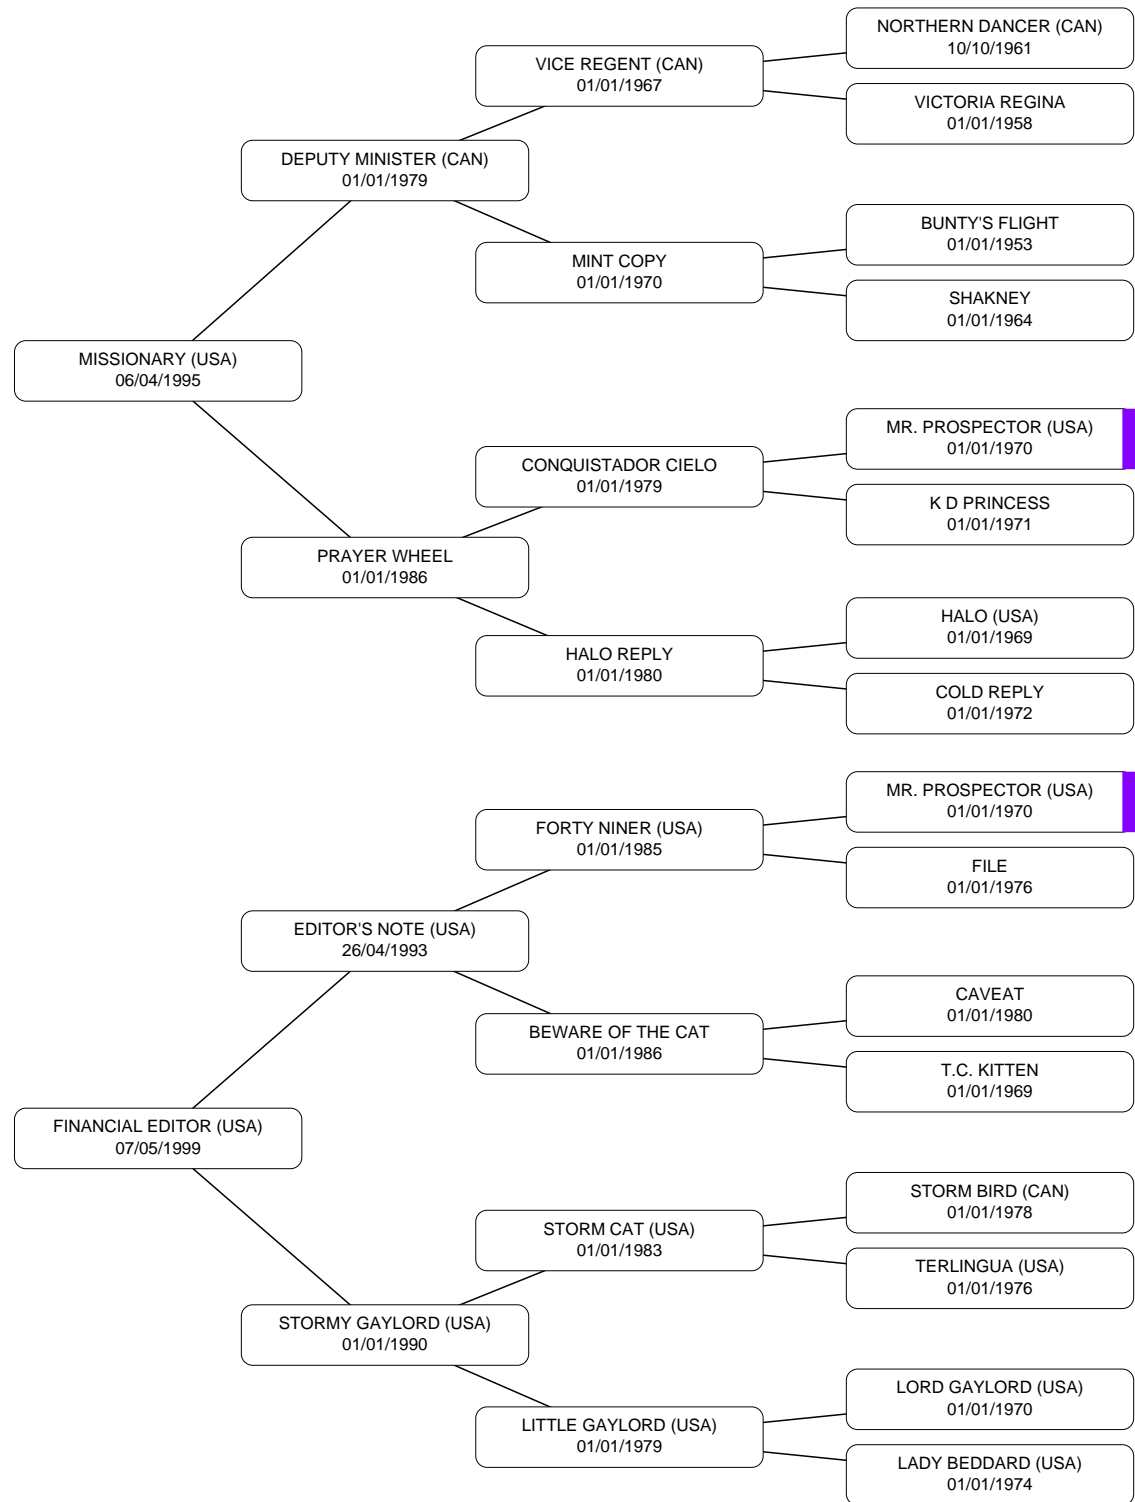 NORTHERN DANCER (CAN)
10/10/1961
VICE REGENT (CAN)
01/01/1967
VICTORIA REGINA
01/01/1958
DEPUTY MINISTER (CAN)
01/01/1979
BUNTY'S FLIGHT
01/01/1953
MINT COPY
01/01/1970
SHAKNEY
01/01/1964
MISSIONARY (USA)
06/04/1995
MR. PROSPECTOR (USA)
01/01/1970
CONQUISTADOR CIELO
01/01/1979
K D PRINCESS
01/01/1971
PRAYER WHEEL
01/01/1986
HALO (USA)
01/01/1969
HALO REPLY
01/01/1980
COLD REPLY
01/01/1972
MR. PROSPECTOR (USA)
01/01/1970
FORTY NINER (USA)
01/01/1985
FILE
01/01/1976
EDITOR'S NOTE (USA)
26/04/1993
CAVEAT
01/01/1980
BEWARE OF THE CAT
01/01/1986
T.C. KITTEN
01/01/1969
FINANCIAL EDITOR (USA)
07/05/1999
STORM BIRD (CAN)
01/01/1978
STORM CAT (USA)
01/01/1983
TERLINGUA (USA)
01/01/1976
STORMY GAYLORD (USA)
01/01/1990
LORD GAYLORD (USA)
01/01/1970
LITTLE GAYLORD (USA)
01/01/1979
LADY BEDDARD (USA)
01/01/1974